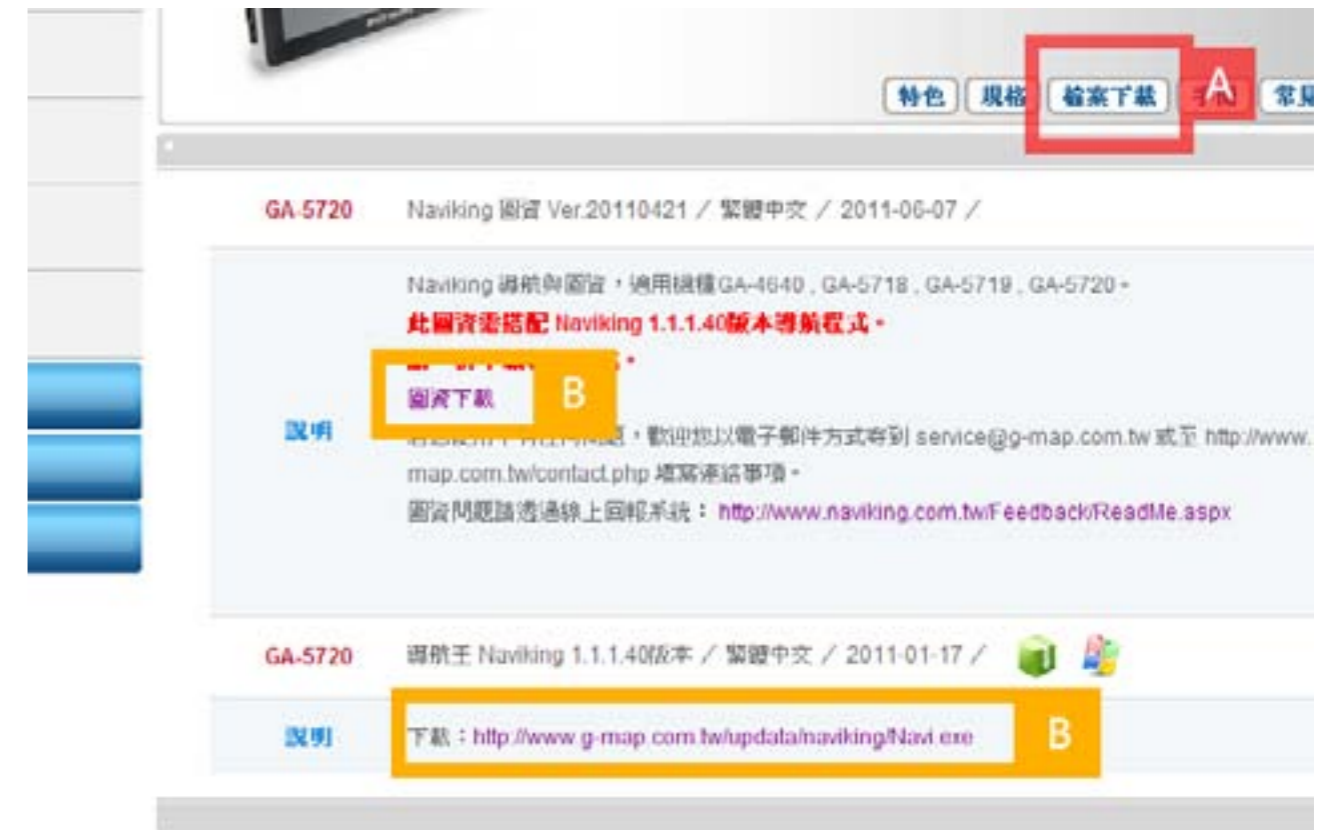 特色 規格 檔案下載 常見
A
GA-5720 Naviking 圖資 Ver.20110421 / 繁體中文 / 2011-06-07 /
Naviking 導航與圖資,適用機種GA-4640 , GA-5718 , GA-5719 , GA-5720。
此圖資需搭配 Naviking 1.1.1.40版本導航程式。
圖資下載 B
說明
,歡迎您以電子郵件方式寄到 service@g-map.com.tw 或至 http://www.
map.com.tw/contact.php 填寫連絡事項。
圖資問題請透過線上回報系統: http://www.naviking.com.tw/Feedback/ReadMe.aspx
GA-5720 導航王 Naviking 1.1.1.40版本 / 繁體中文 / 2011-01-17 /
說明 下載:http://www.g-map.com.tw/updata/naviking/Navi.exe B